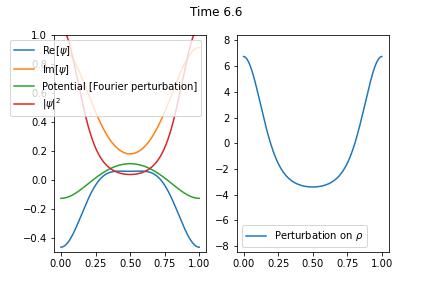 Time 6.6
1.0
0.8
0.6
0.4
0.2
0.0
−0.2
−0.4
Re[ψ]
Im[ψ]
Potential [Fourier perturbation]
|ψ|²
0.00 0.25 0.50 0.75 1.00
8
6
4
2
0
−2
−4
−6
−8
Perturbation on ρ
0.00 0.25 0.50 0.75 1.00